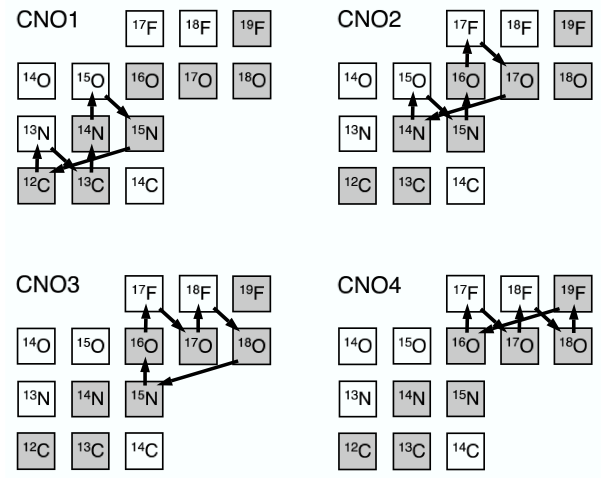 CNO1 ¹⁷F ¹⁸F ¹⁹F
¹⁴O ¹⁵O ¹⁶O ¹⁷O ¹⁸O
¹³N ¹⁴N ¹⁵N
¹²C ¹³C ¹⁴C
CNO2 ¹⁷F ¹⁸F ¹⁹F
¹⁴O ¹⁵O ¹⁶O ¹⁷O ¹⁸O
¹³N ¹⁴N ¹⁵N
¹²C ¹³C ¹⁴C
CNO3 ¹⁷F ¹⁸F ¹⁹F
¹⁴O ¹⁵O ¹⁶O ¹⁷O ¹⁸O
¹³N ¹⁴N ¹⁵N
¹²C ¹³C ¹⁴C
CNO4 ¹⁷F ¹⁸F ¹⁹F
¹⁴O ¹⁵O ¹⁶O ¹⁷O ¹⁸O
¹³N ¹⁴N ¹⁵N
¹²C ¹³C ¹⁴C